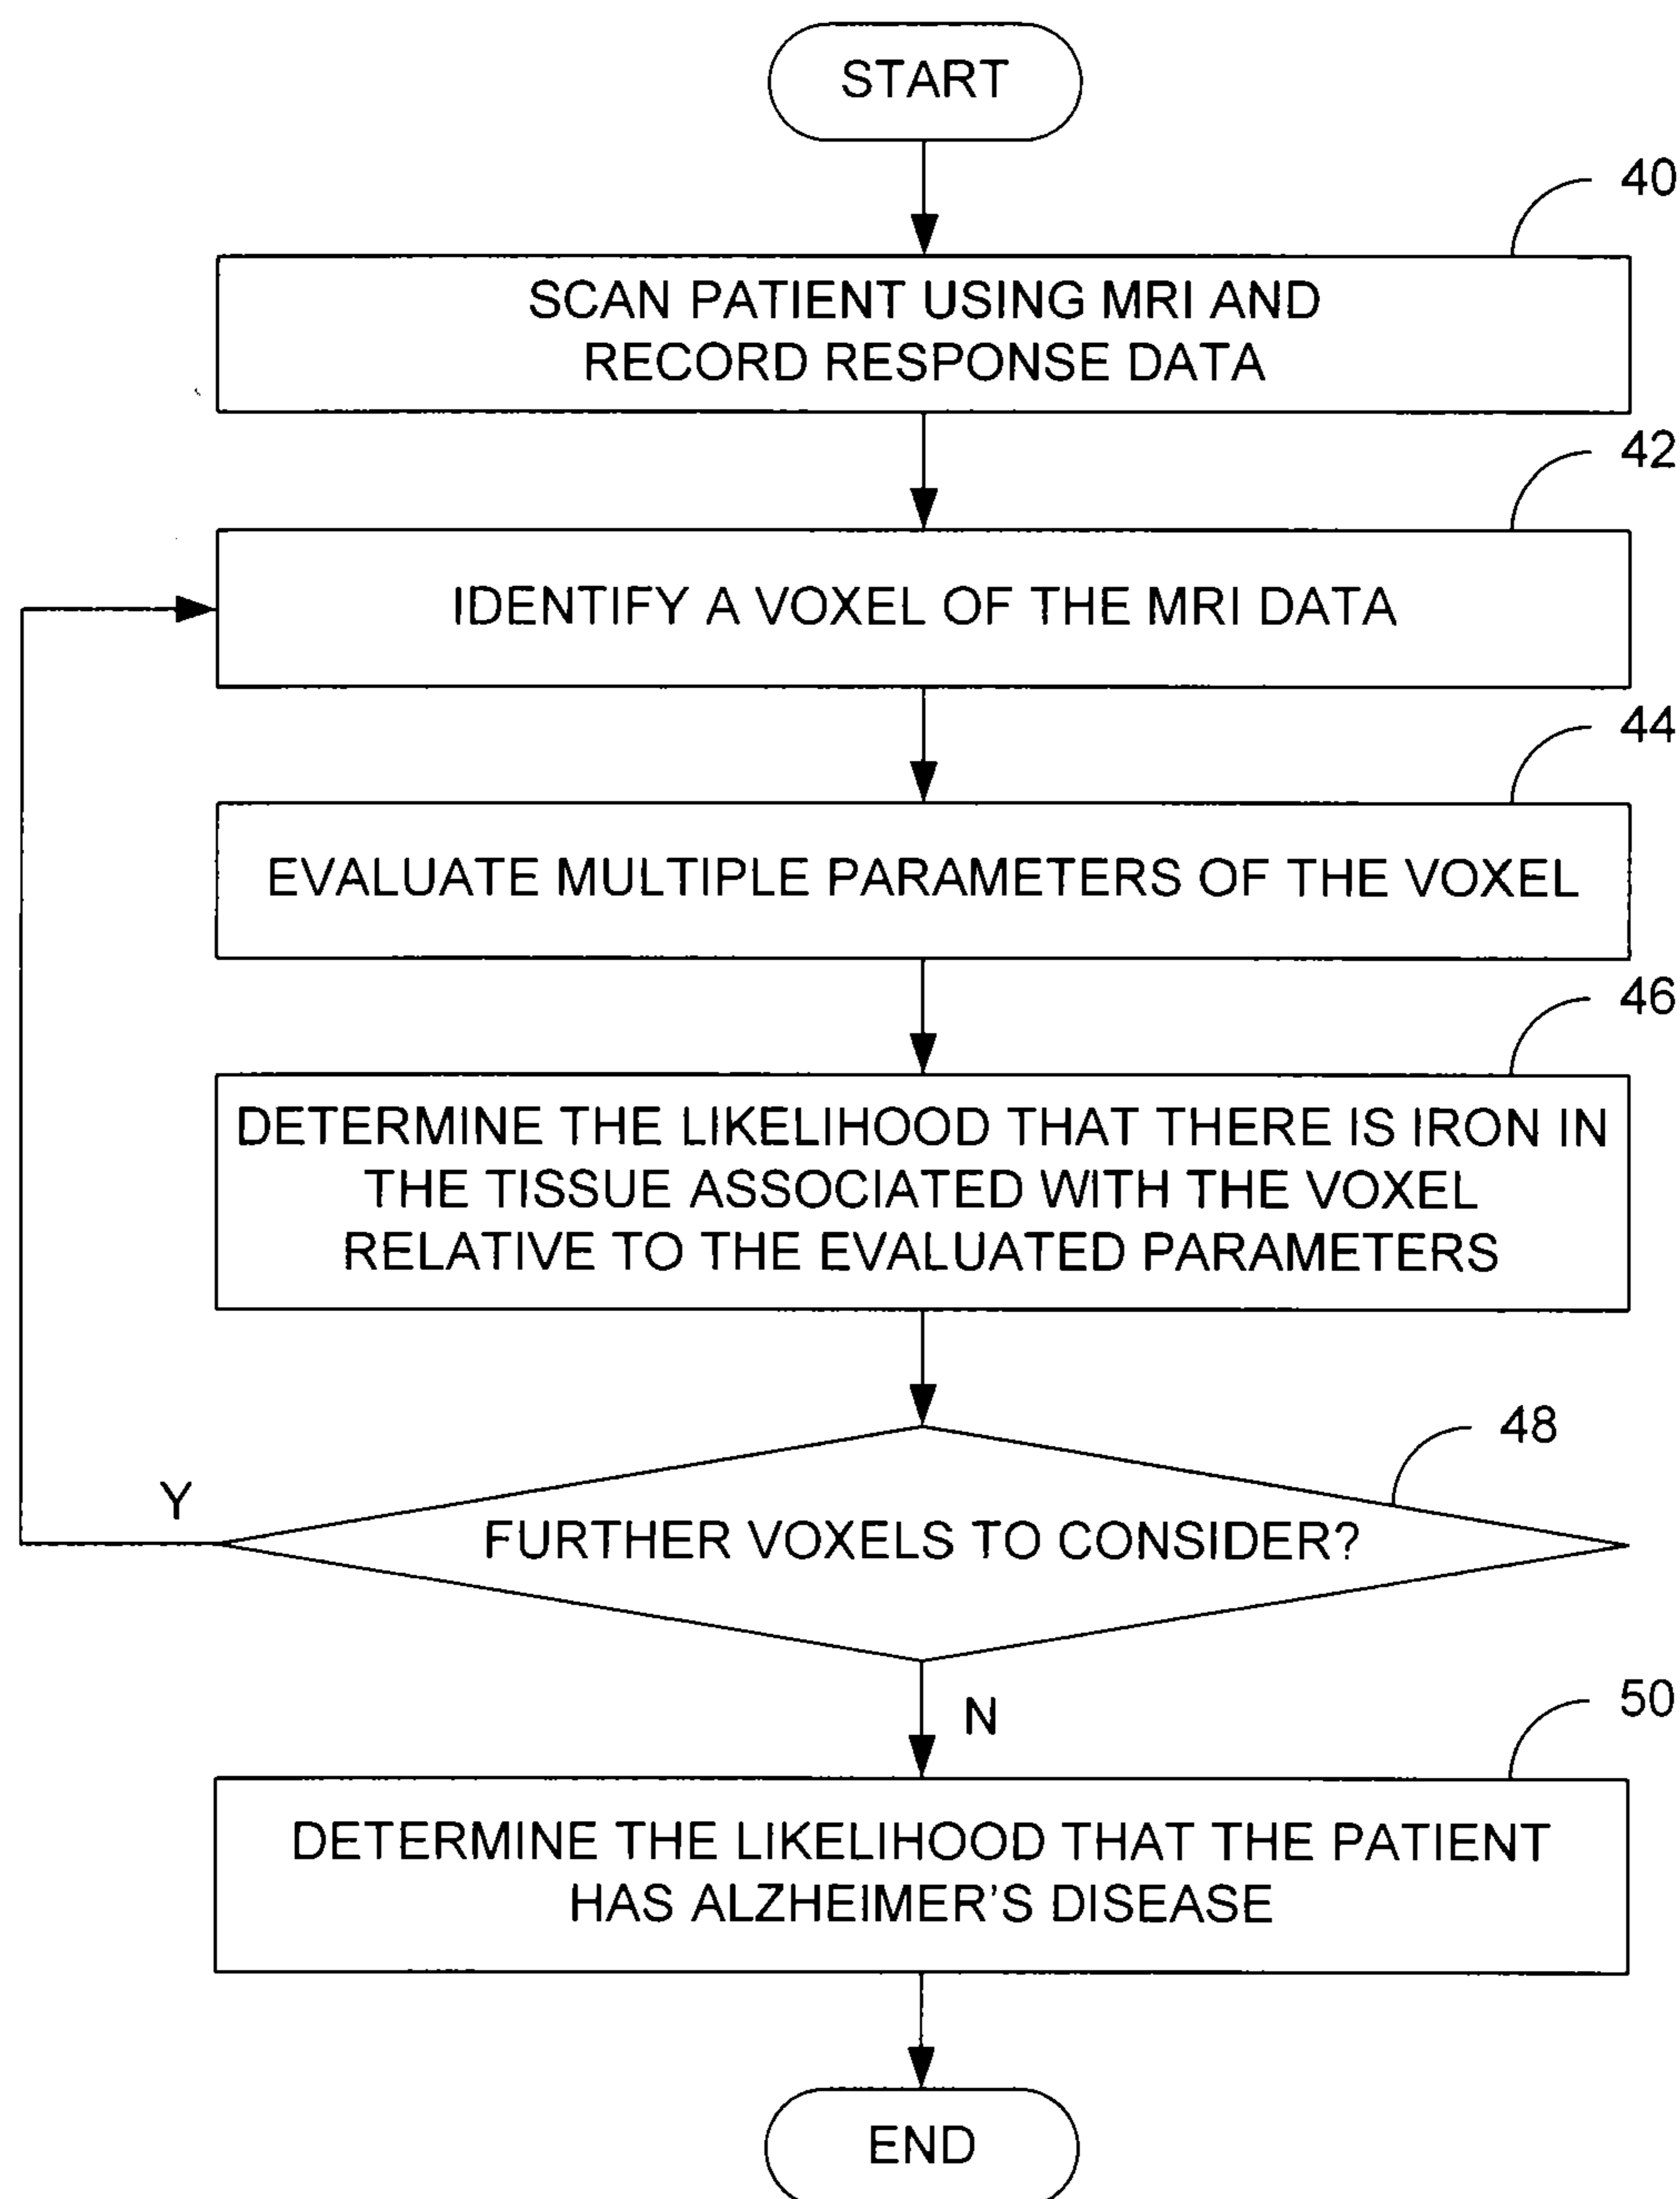 START
40
SCAN PATIENT USING MRI AND
RECORD RESPONSE DATA
42
IDENTIFY A VOXEL OF THE MRI DATA
44
EVALUATE MULTIPLE PARAMETERS OF THE VOXEL
46
DETERMINE THE LIKELIHOOD THAT THERE IS IRON IN
THE TISSUE ASSOCIATED WITH THE VOXEL
RELATIVE TO THE EVALUATED PARAMETERS
48
Y
FURTHER VOXELS TO CONSIDER?
N
50
DETERMINE THE LIKELIHOOD THAT THE PATIENT
HAS ALZHEIMER'S DISEASE
END